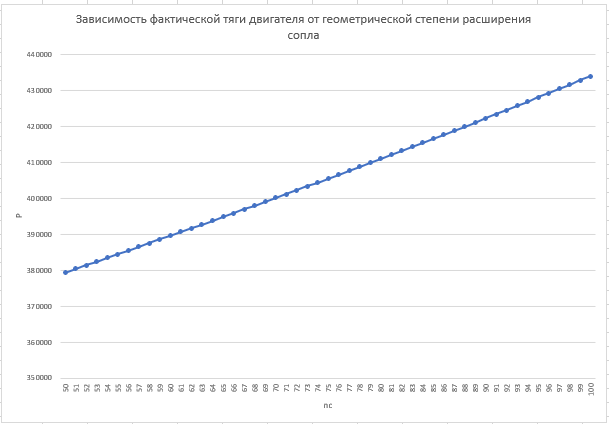 Зависимость фактической тяги двигателя от геометрической степени расширения
сопла
440000
430000
420000
410000
400000
390000
380000
370000
360000
350000
P
50 51 52 53 54 55 56 57 58 59 60 61 62 63 64 65 66 67 68 69 70 71 72 73 74 75 76 77 78 79 80 81 82 83 84 85 86 87 88 89 90 91 92 93 94 95 96 97 98 99 100
пс